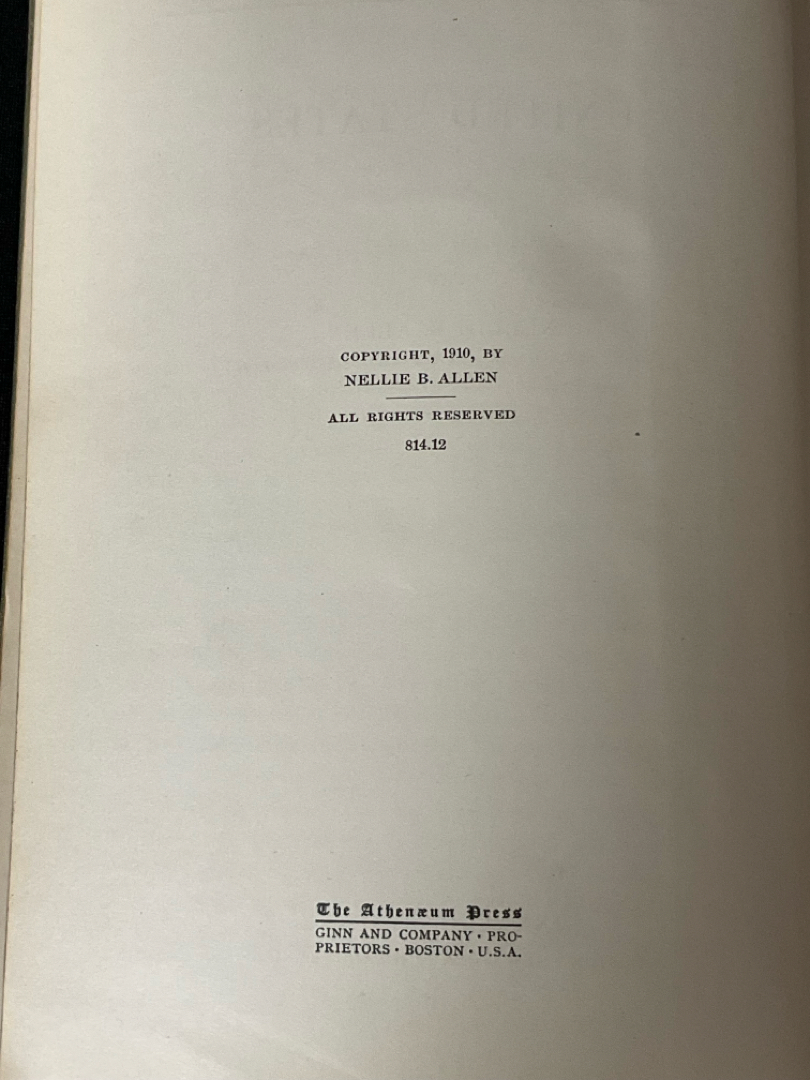 COPYRIGHT, 1910, BY
NELLIE B. ALLEN
ALL RIGHTS RESERVED
814.12
The Athenæum Press
GINN AND COMPANY · PRO-
PRIETORS · BOSTON · U.S.A.